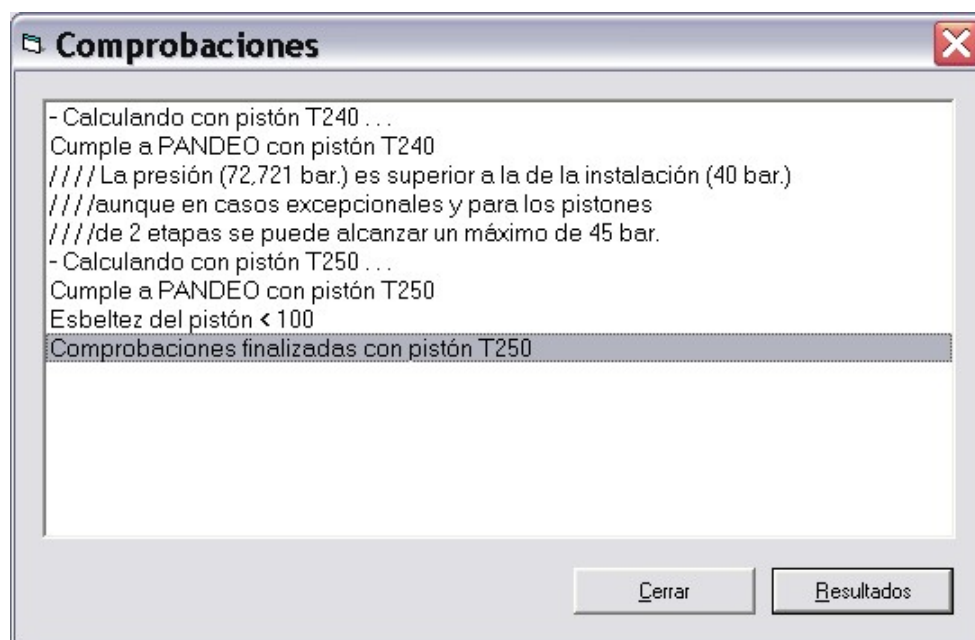 Comprobaciones
- Calculando con pistón T240 . . .
Cumple a PANDEO con pistón T240
//// La presión (72,721 bar.) es superior a la de la instalación (40 bar.)
////aunque en casos excepcionales y para los pistones
////de 2 etapas se puede alcanzar un máximo de 45 bar.
- Calculando con pistón T250 . . .
Cumple a PANDEO con pistón T250
Esbeltez del pistón < 100
Comprobaciones finalizadas con pistón T250
Cerrar
Resultados